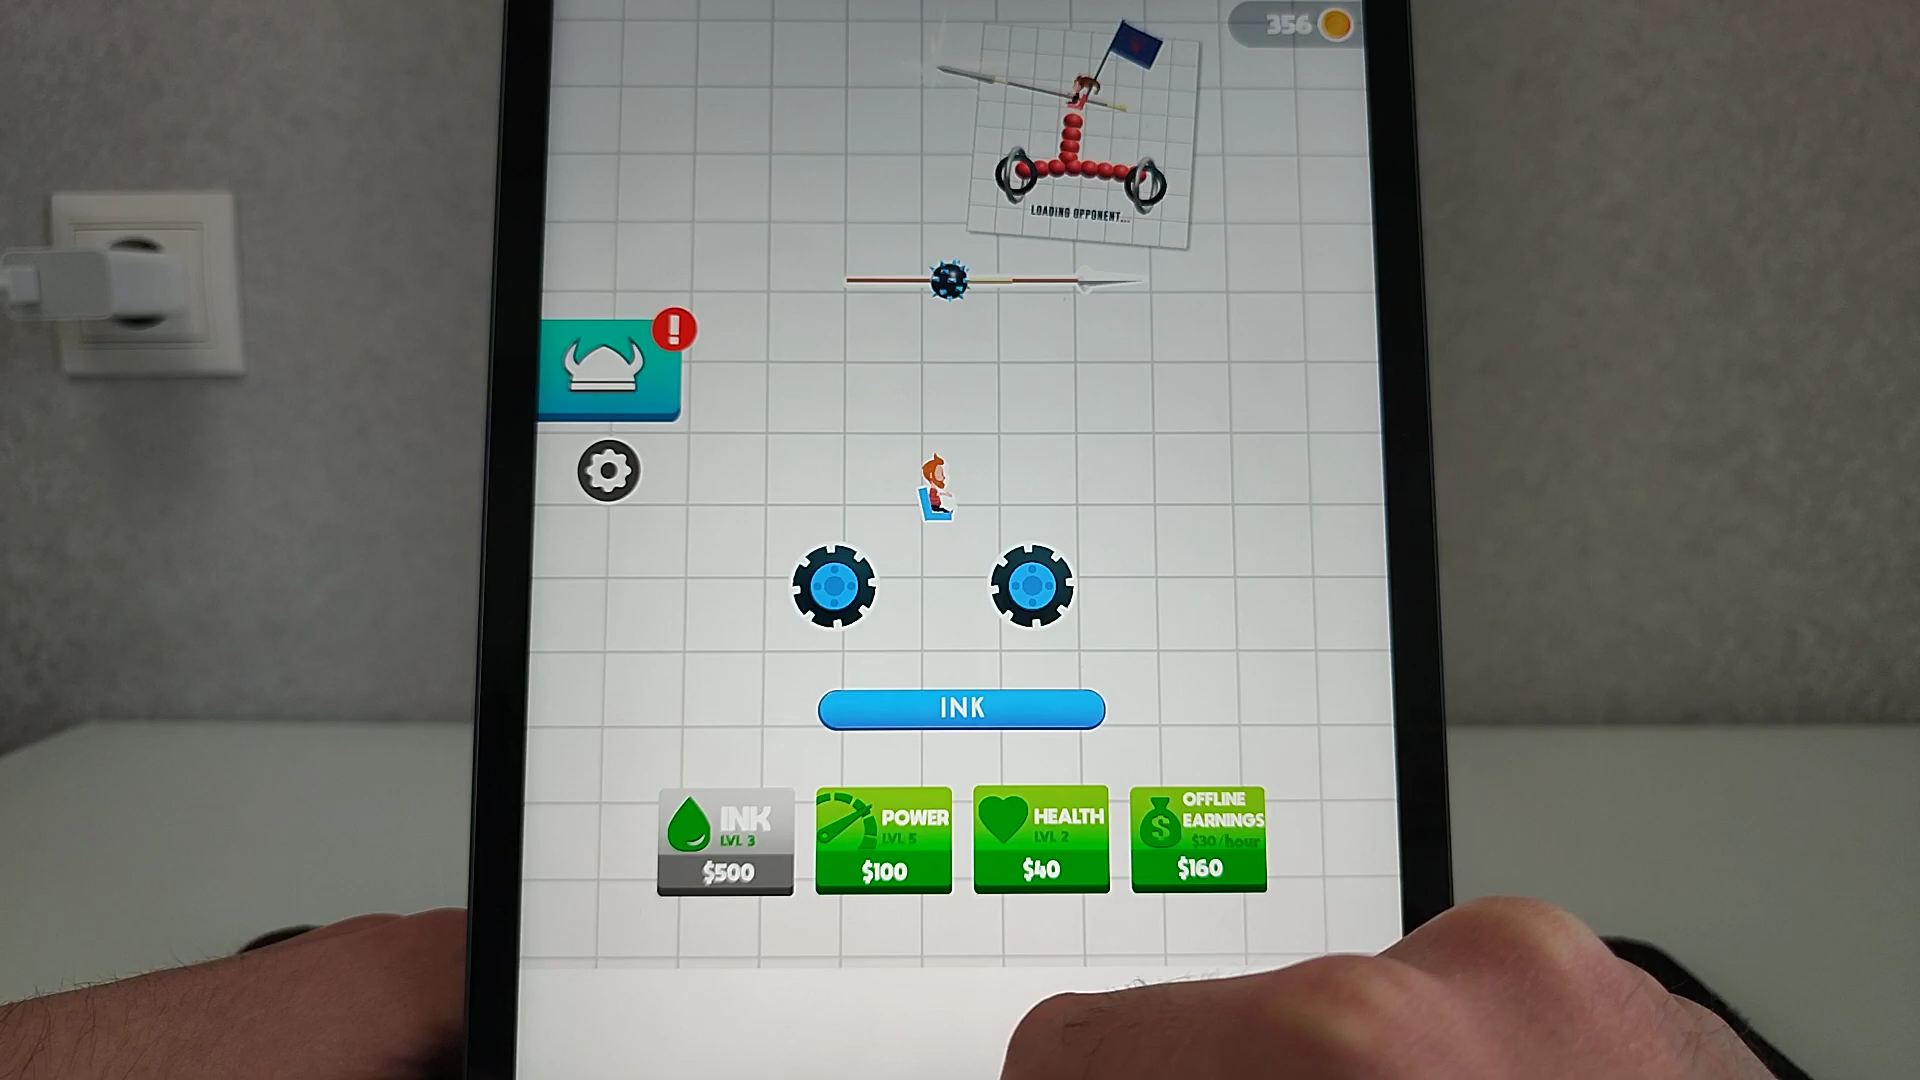 356
LOADING OPPONENT...
!
INK
INK
LVL 3
$500
POWER
LVL 5
$100
HEALTH
LVL 2
$40
OFFLINE
EARNINGS
$30/hour
$160